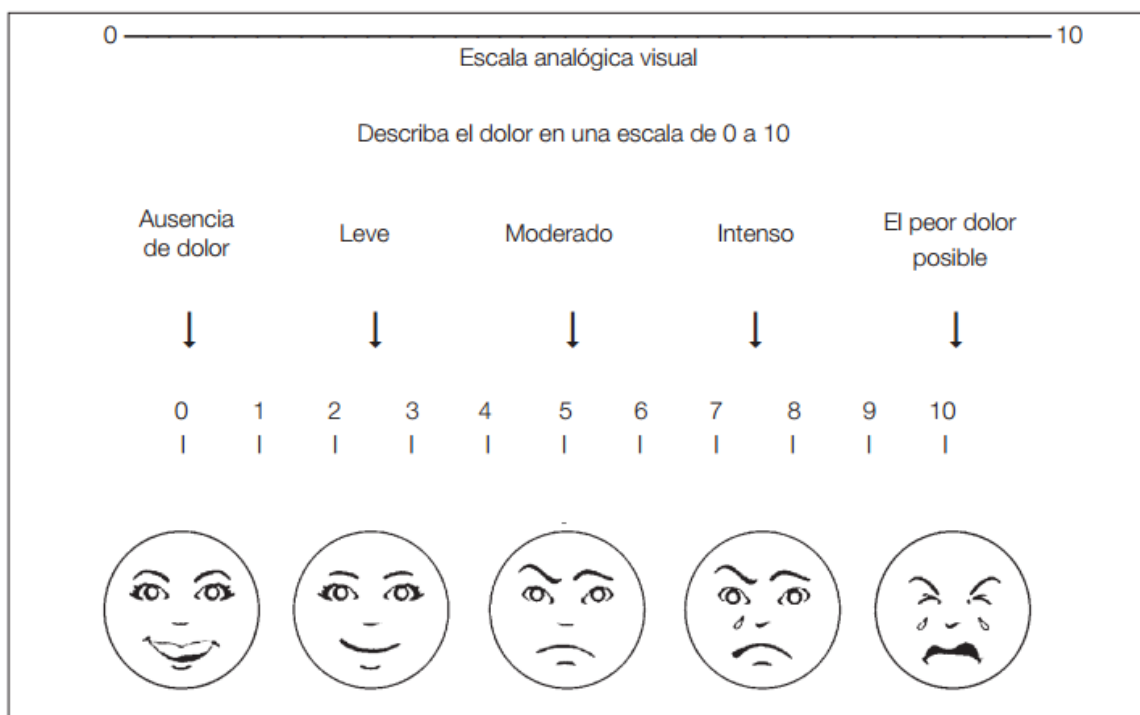 0 10
Escala analógica visual
Describa el dolor en una escala de 0 a 10
Ausencia
de dolor
Leve
Moderado
Intenso
El peor dolor
posible
0 1 2 3 4 5 6 7 8 9 10